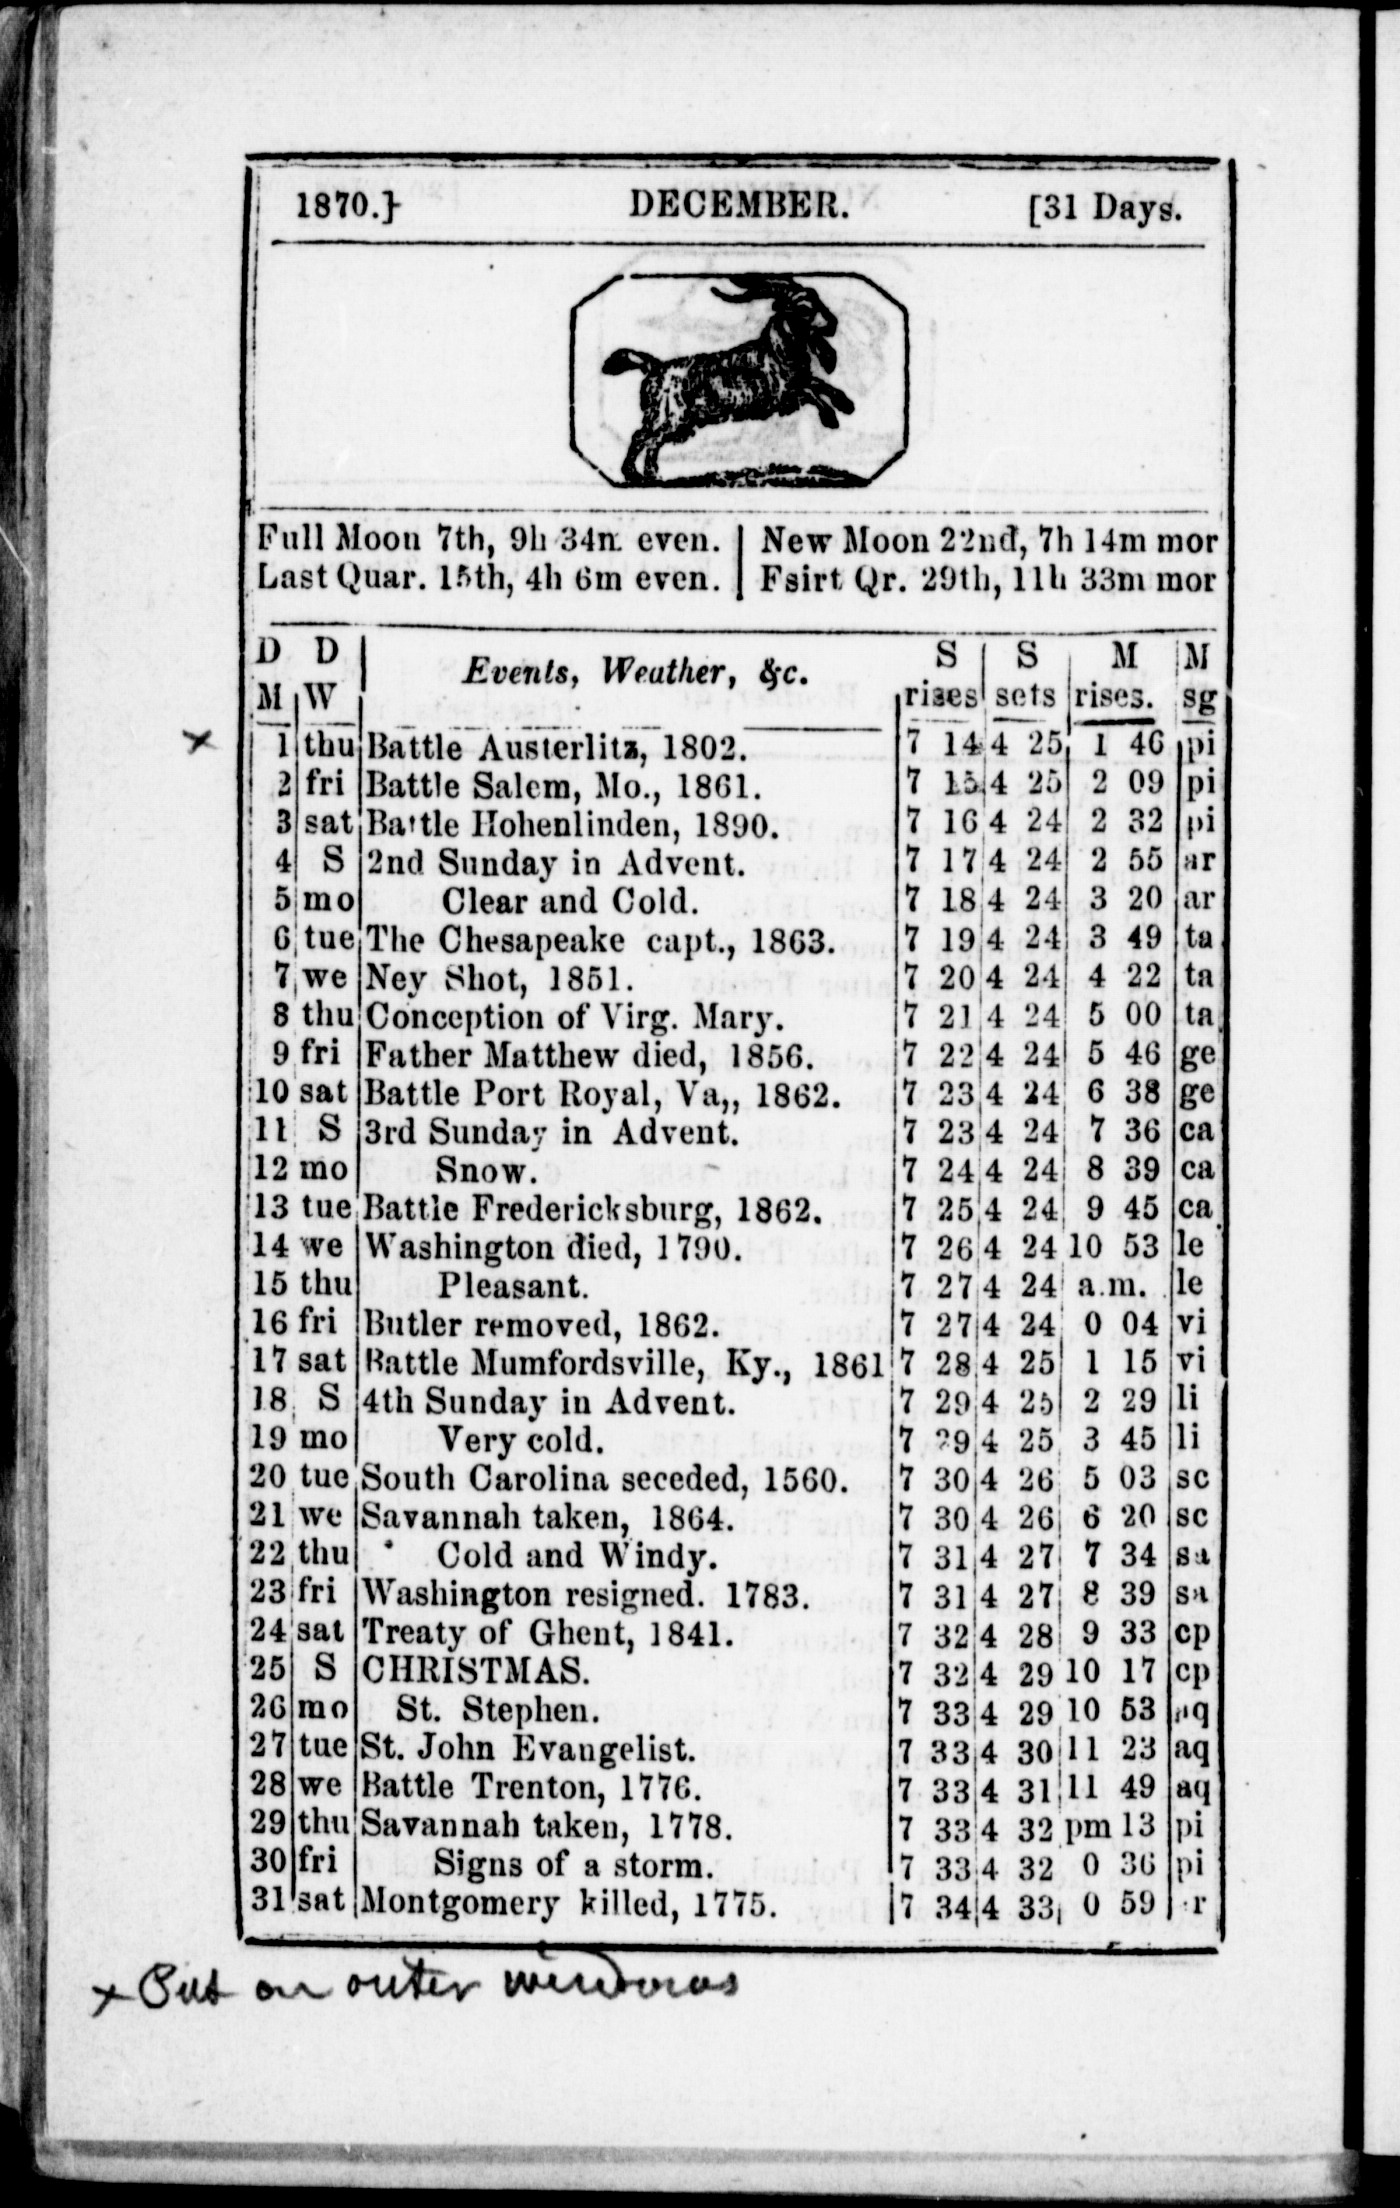 1870.} DECEMBER. [31 Days.
Full Moon 7th, 9h 34m. even. | New Moon 22nd, 7h 14m mor
Last Quar. 15th, 4h 6m even. | Fsirt Qr. 29th, 11h 33m mor
D D | Events, Weather, &c. S | S | M | M
M W rises sets rises. sg
x 1 thu Battle Austerlitz, 1802. 7 14 4 25 1 46 pi
2 fri Battle Salem, Mo., 1861. 7 15 4 25 2 09 pi
3 sat Battle Hohenlinden, 1890. 7 16 4 24 2 32 pi
4 S 2nd Sunday in Advent. 7 17 4 24 2 55 ar
5 mo Clear and Cold. 7 18 4 24 3 20 ar
6 tue The Chesapeake capt., 1863. 7 19 4 24 3 49 ta
7 we Ney Shot, 1851. 7 20 4 24 4 22 ta
8 thu Conception of Virg. Mary. 7 21 4 24 5 00 ta
9 fri Father Matthew died, 1856. 7 22 4 24 5 46 ge
10 sat Battle Port Royal, Va,, 1862. 7 23 4 24 6 38 ge
11 S 3rd Sunday in Advent. 7 23 4 24 7 36 ca
12 mo Snow. 7 24 4 24 8 39 ca
13 tue Battle Fredericksburg, 1862. 7 25 4 24 9 45 ca
14 we Washington died, 1790. 7 26 4 24 10 53 le
15 thu Pleasant. 7 27 4 24 a.m. le
16 fri Butler removed, 1862. 7 27 4 24 0 04 vi
17 sat Battle Mumfordsville, Ky., 1861 7 28 4 25 1 15 vi
18 S 4th Sunday in Advent. 7 29 4 25 2 29 li
19 mo Very cold. 7 29 4 25 3 45 li
20 tue South Carolina seceded, 1560. 7 30 4 26 5 03 sc
21 we Savannah taken, 1864. 7 30 4 26 6 20 sc
22 thu Cold and Windy. 7 31 4 27 7 34 sa
23 fri Washington resigned. 1783. 7 31 4 27 8 39 sa
24 sat Treaty of Ghent, 1841. 7 32 4 28 9 33 cp
25 S CHRISTMAS. 7 32 4 29 10 17 cp
26 mo St. Stephen. 7 33 4 29 10 53 aq
27 tue St. John Evangelist. 7 33 4 30 11 23 aq
28 we Battle Trenton, 1776. 7 33 4 31 11 49 aq
29 thu Savannah taken, 1778. 7 33 4 32 pm 13 pi
30 fri Signs of a storm. 7 33 4 32 0 36 pi
31 sat Montgomery killed, 1775. 7 34 4 33 0 59 r
x Put on outer windows